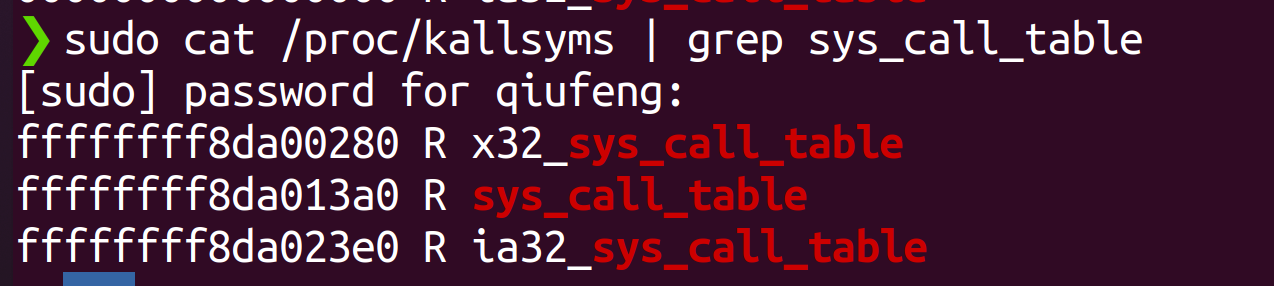 ❯ sudo cat /proc/kallsyms | grep sys_call_table
[sudo] password for qiufeng:
ffffffff8da00280 R x32_sys_call_table
ffffffff8da013a0 R sys_call_table
ffffffff8da023e0 R ia32_sys_call_table